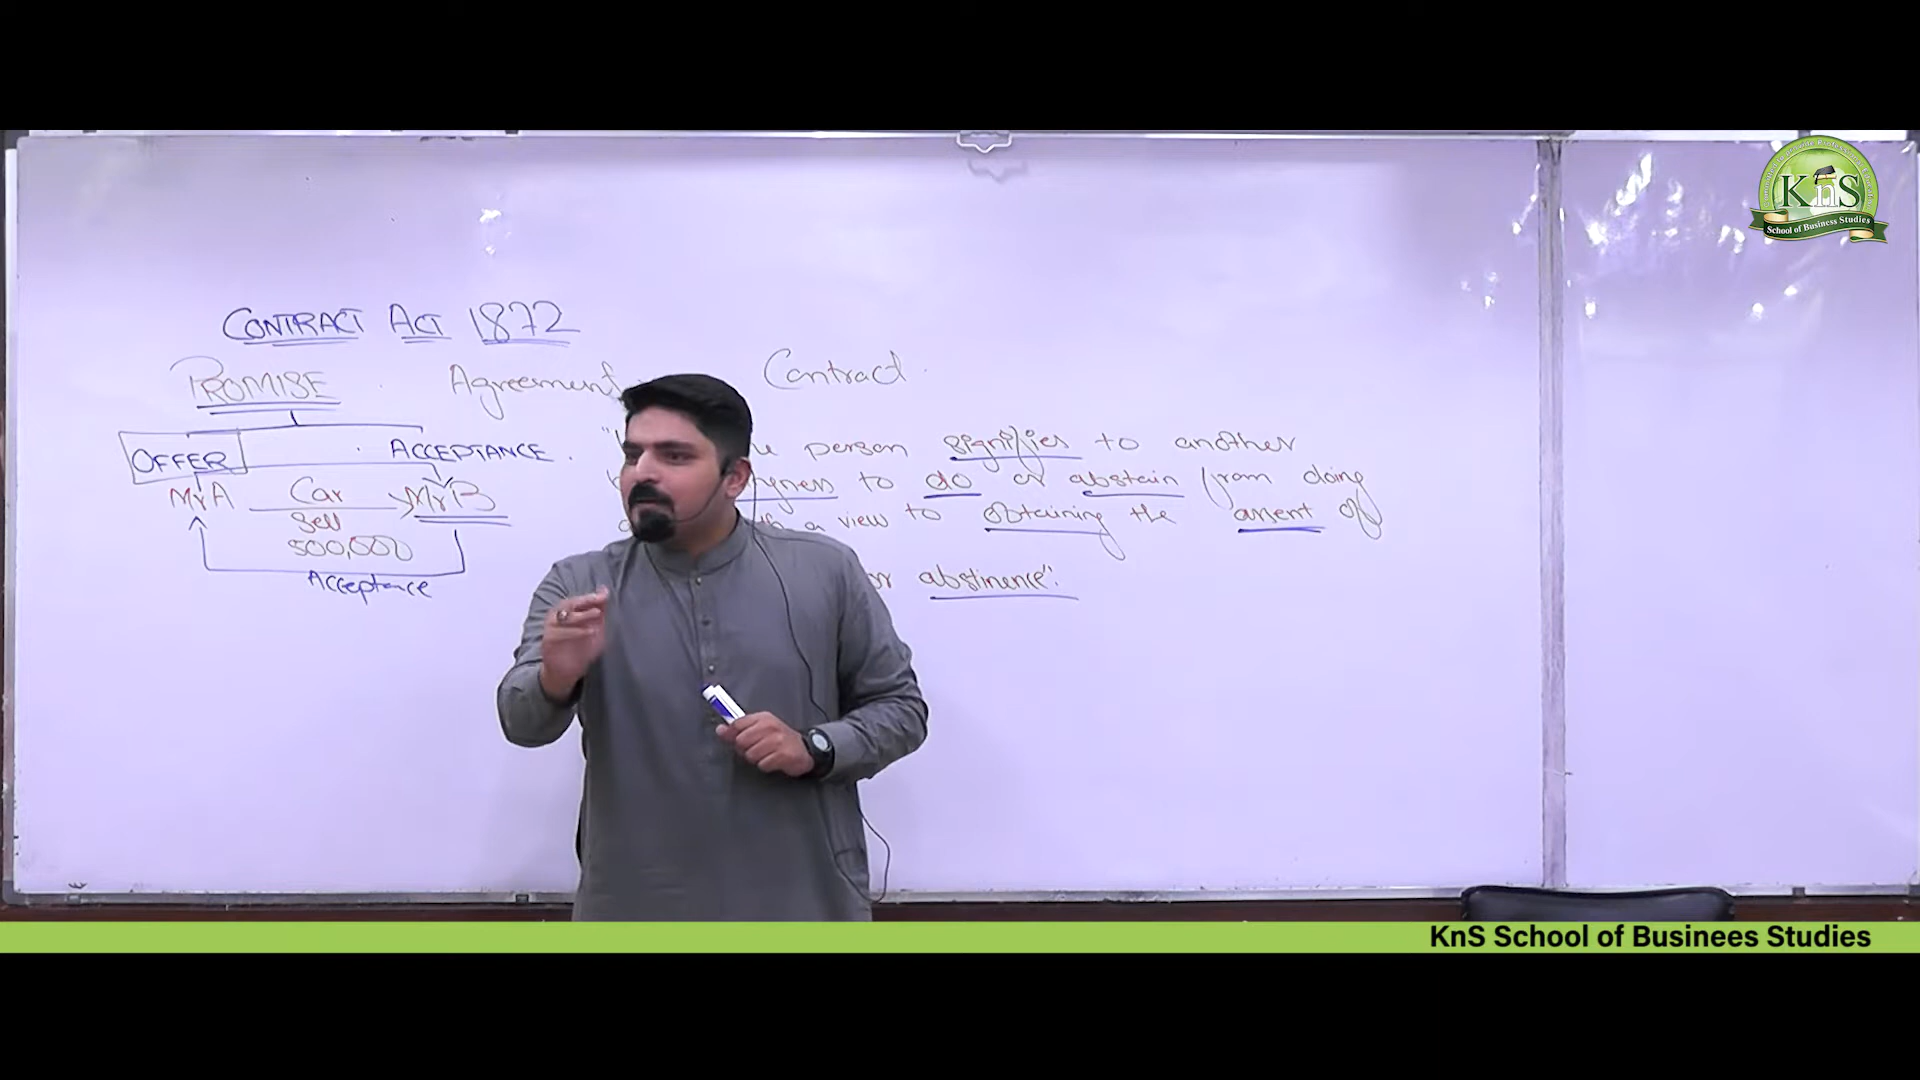 KnS
School of Business Studies
CONTRACT ACT 1872
PROMISE Agreement Contract
OFFER ACCEPTANCE
Mr A Car Mr B
Sell
500,000
Acceptance
person signifies to another
to do or abstain from doing
a view to obtaining the assent of
or abstinence".
KnS School of Businees Studies